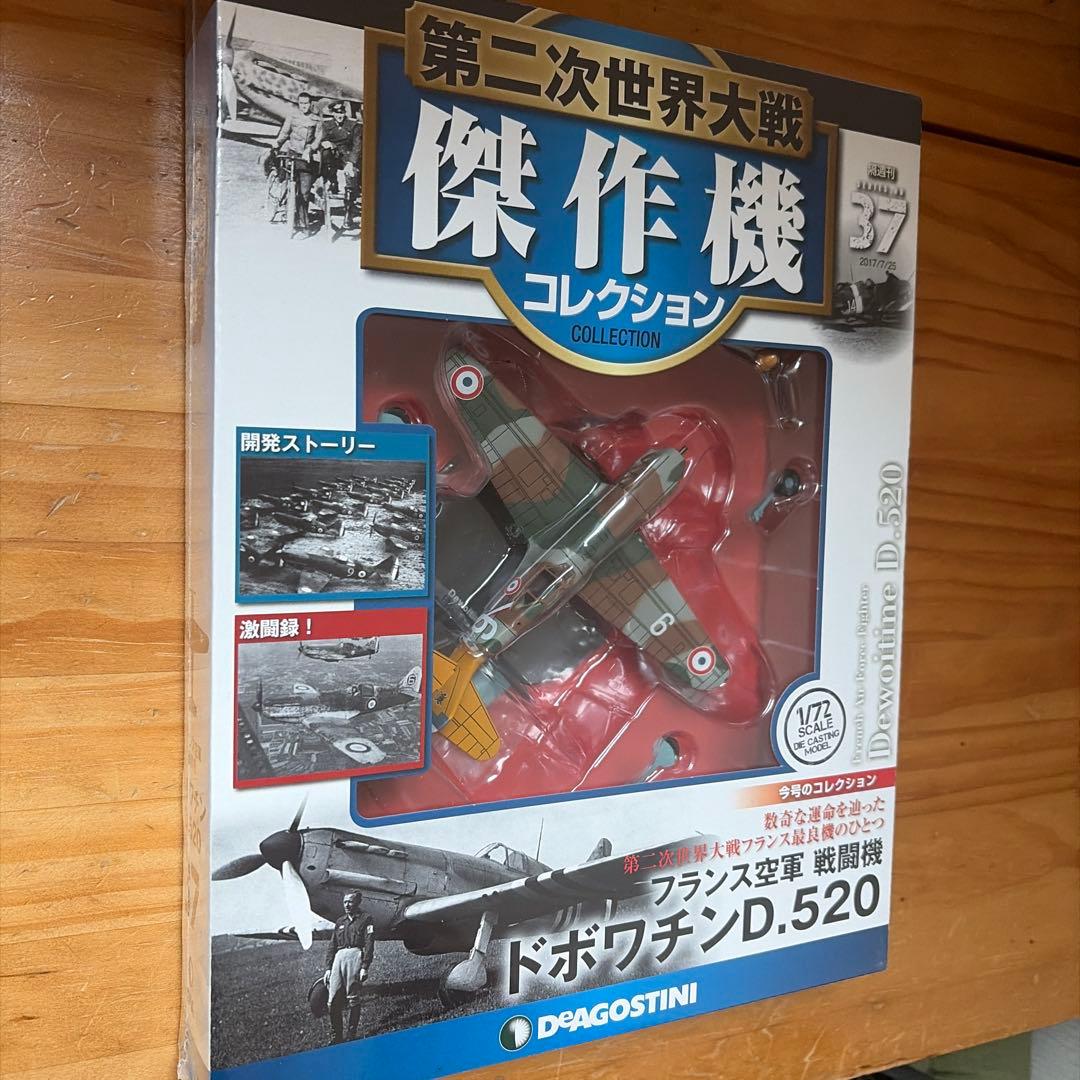 第二次世界大戦
傑作機
コレクション
COLLECTION
隔週刊
37
2017/7/25
開発ストーリー
激闘録！
6
1/72
SCALE
DIE CASTING
MODEL
French Air Force Fighter
Dewoitine D.520
今号のコレクション
数奇な運命を辿った
第二次世界大戦フランス最良機のひとつ
フランス空軍 戦闘機
ドボワチンD.520
DeAGOSTINI